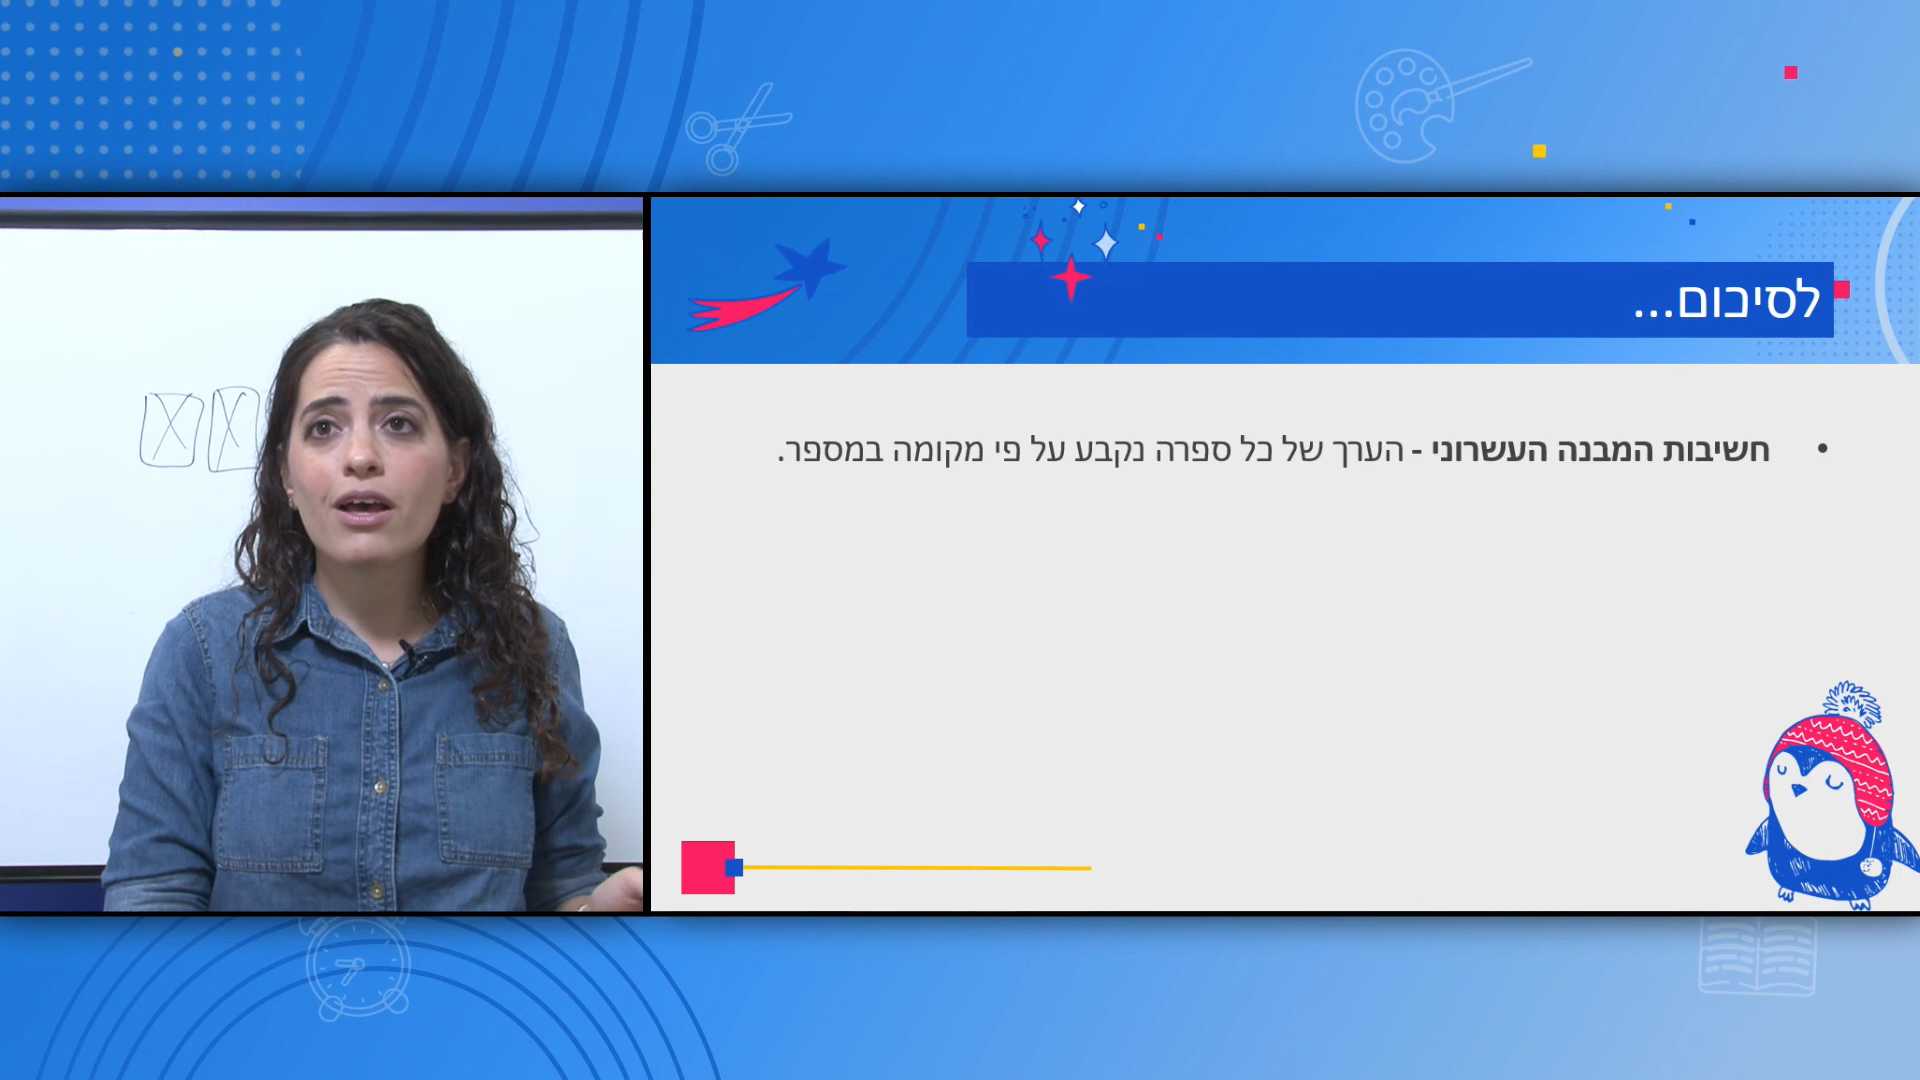 לסיכום...
• חשיבות המבנה העשרוני - הערך של כל ספרה נקבע על פי מקומה במספר.